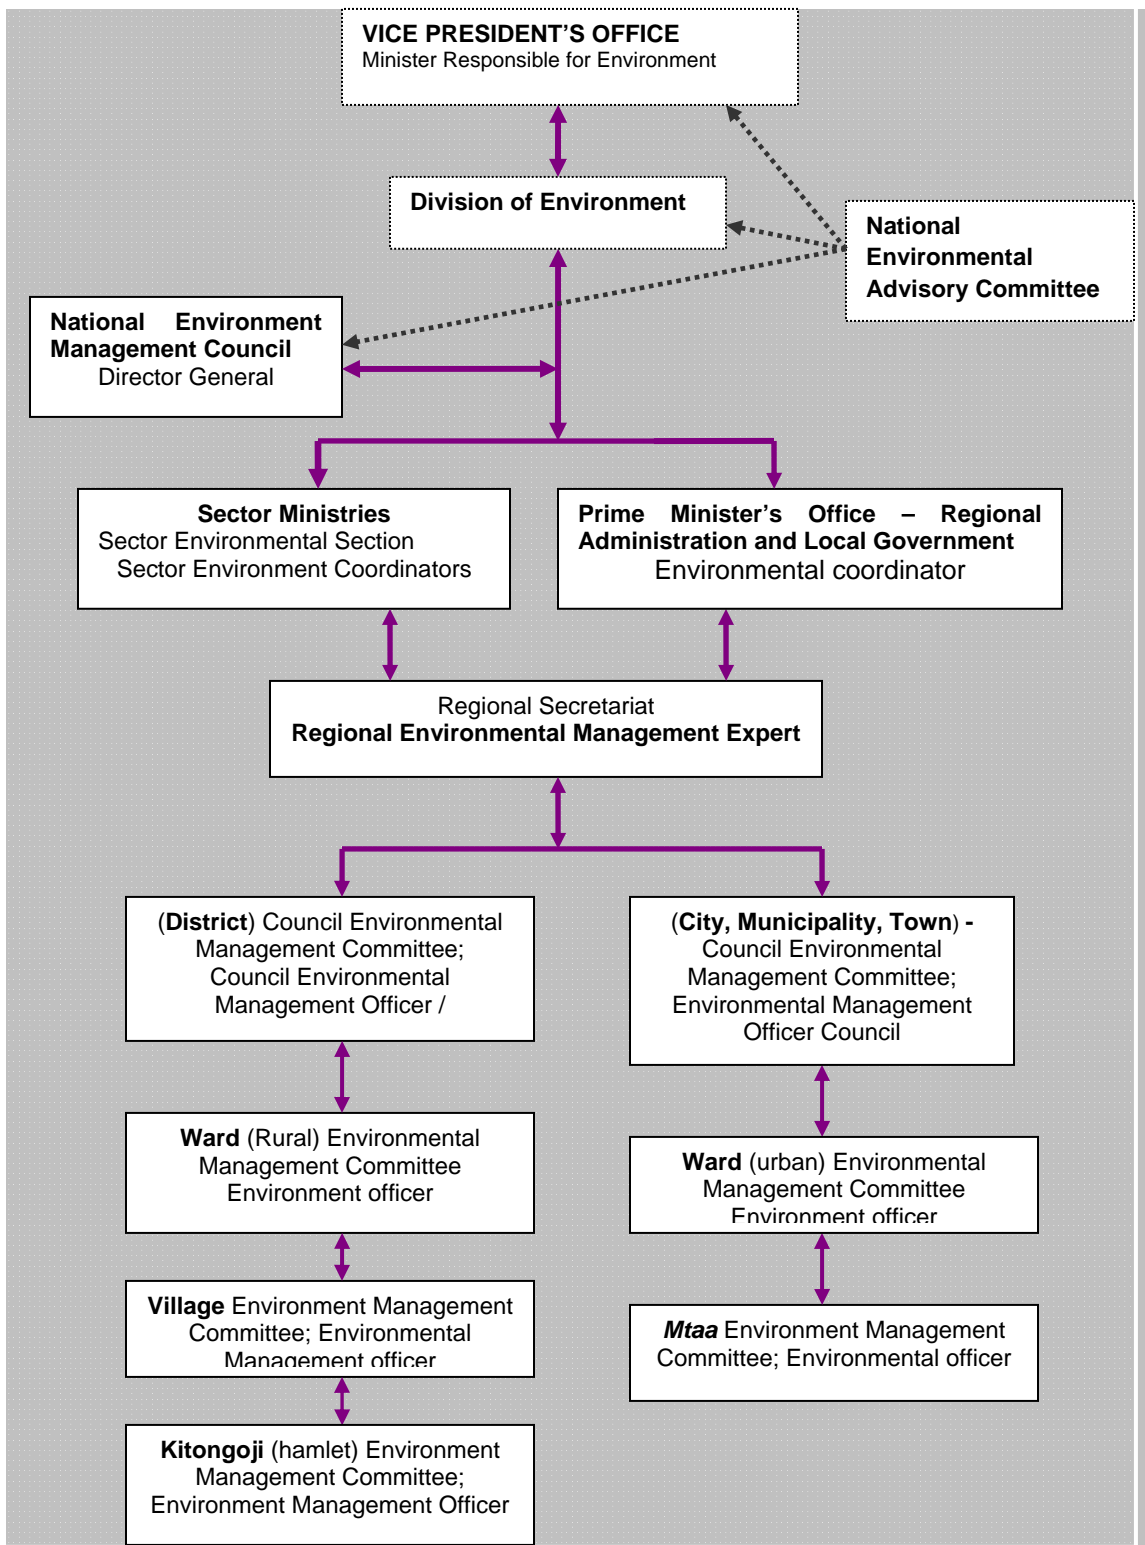 VICE PRESIDENT’S OFFICE
Minister Responsible for Environment
Division of Environment
National
Environmental
Advisory Committee
National Environment
Management Council
Director General
Sector Ministries
Sector Environmental Section
Sector Environment Coordinators
Prime Minister’s Office – Regional
Administration and Local Government
Environmental coordinator
Regional Secretariat
Regional Environmental Management Expert
(District) Council Environmental
Management Committee;
Council Environmental
Management Officer /
(City, Municipality, Town) -
Council Environmental
Management Committee;
Environmental Management
Officer Council
Ward (Rural) Environmental
Management Committee
Environment officer
Ward (urban) Environmental
Management Committee
Environment officer
Village Environment Management
Committee; Environmental
Management officer
Mtaa Environment Management
Committee; Environmental officer
Kitongoji (hamlet) Environment
Management Committee;
Environment Management Officer